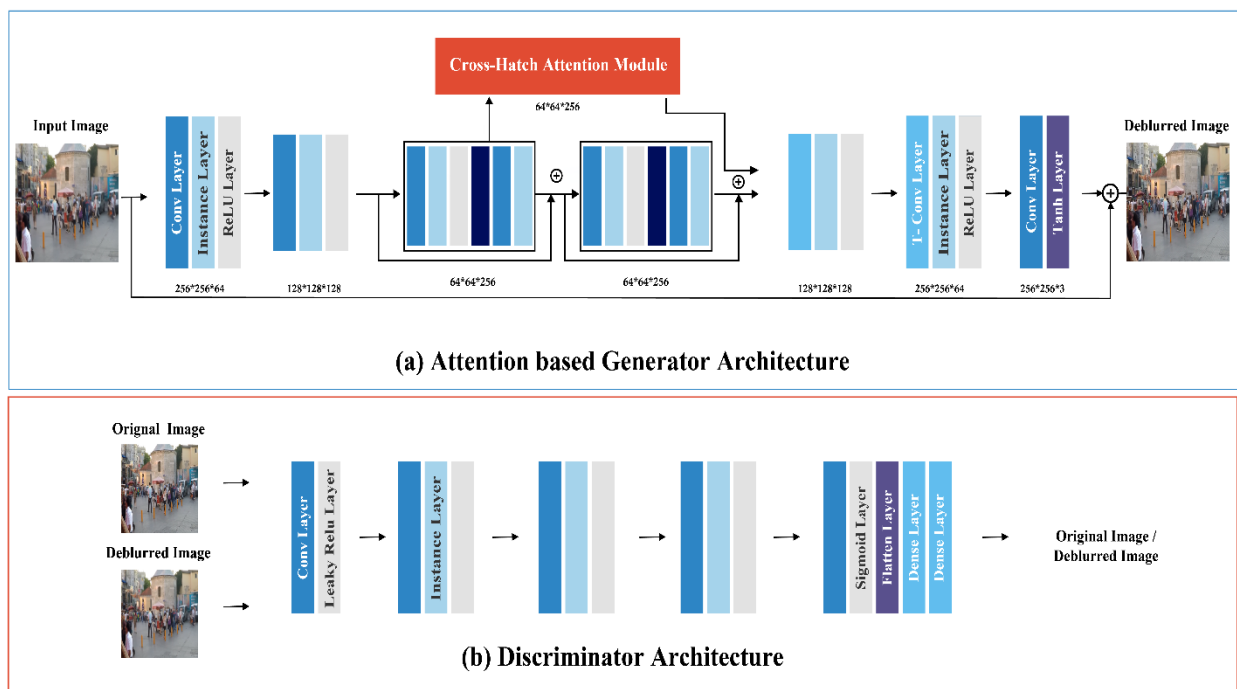 Cross-Hatch Attention Module
64*64*256
Input Image
Deblurred Image
Conv Layer
Instance Layer
ReLU Layer
T- Conv Layer
Instance Layer
ReLU Layer
Conv Layer
Tanh Layer
256*256*64
128*128*128
64*64*256
64*64*256
128*128*128
256*256*64
256*256*3
(a) Attention based Generator Architecture
Orignal Image
Deblurred Image
Conv Layer
Leaky Relu Layer
Instance Layer
Sigmoid Layer
Flatten Layer
Dense Layer
Dense Layer
Original Image /
Deblurred Image
(b) Discriminator Architecture